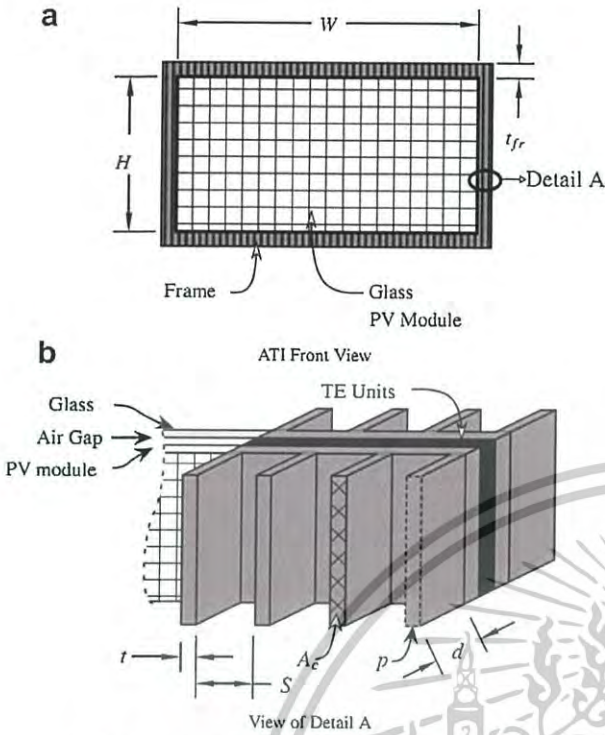 a
W
H
t_fr
Detail A
Frame
Glass
PV Module
ATI Front View
b
TE Units
Glass
Air Gap
PV module
t
S
A_c
p
d
View of Detail A